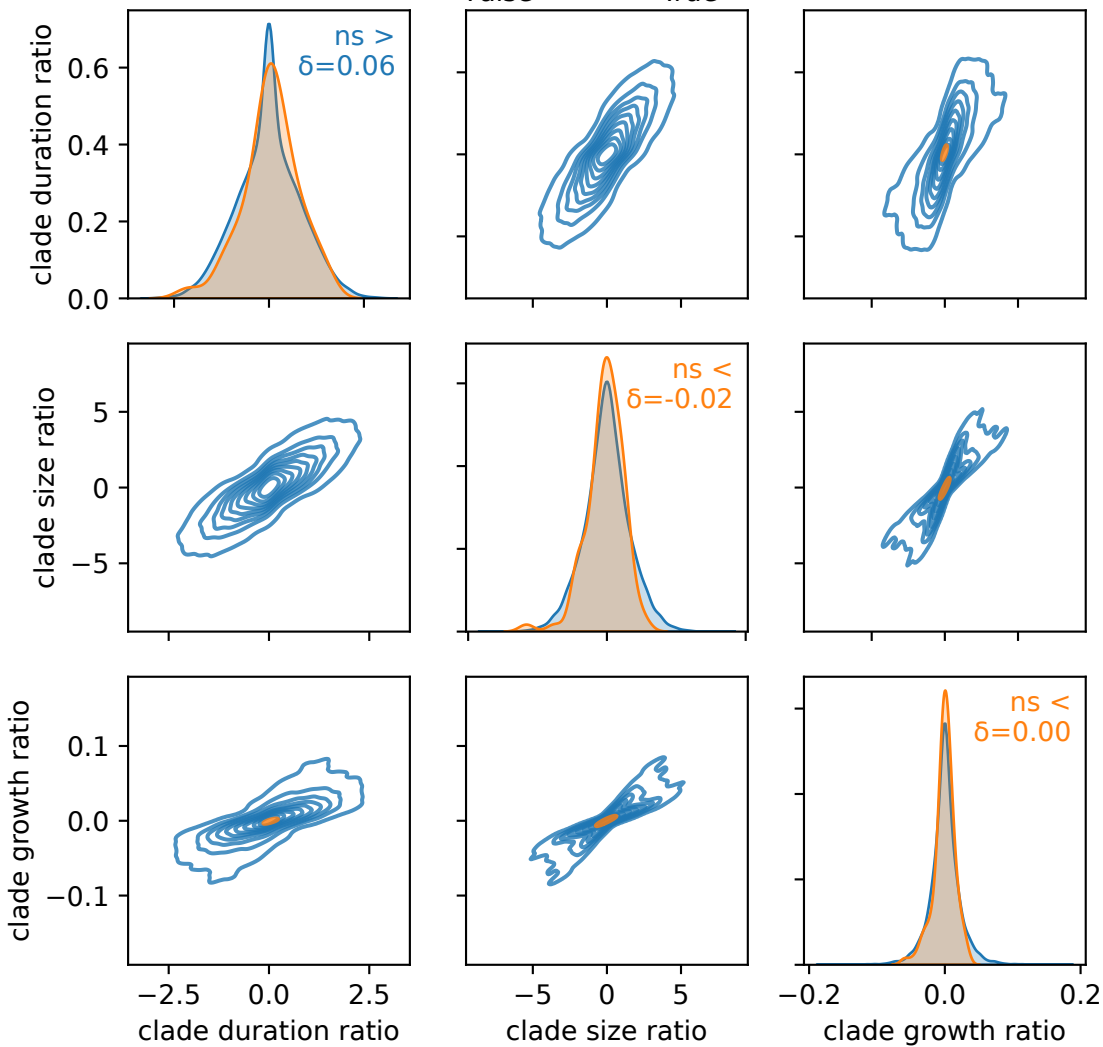 clade duration ratio
0.6
0.4
0.2
0.0
ns >
δ=0.06
clade size ratio
5
0
−5
ns <
δ=-0.02
clade growth ratio
0.1
0.0
−0.1
ns <
δ=0.00
−2.5 0.0 2.5
−5 0 5
−0.2 0.0 0.2
clade duration ratio
clade size ratio
clade growth ratio